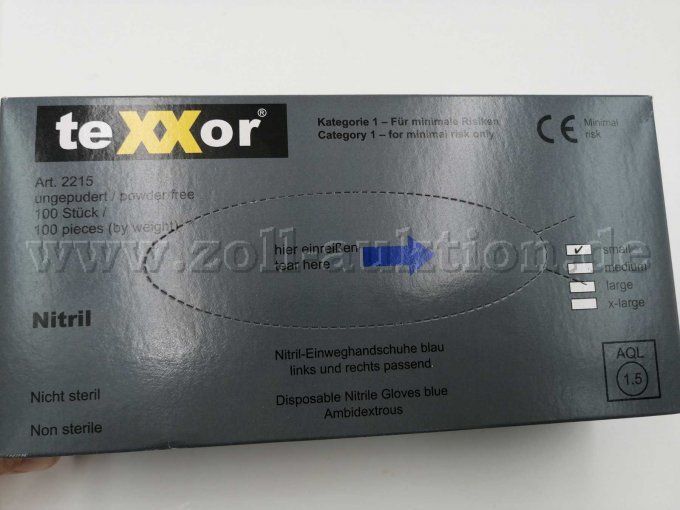 teXXor®
Kategorie 1 – Für minimale Risiken
Category 1 – for minimal risk only
CE Minimal
risk
Art. 2215
ungepudert / powder free
100 Stück /
100 pieces (by weight)
hier einreißen
tear here
small
medium
large
x-large
www.zoll-auktion.de
Nitril
Nitril-Einweghandschuhe blau
links und rechts passend
AQL
1.5
Nicht steril
Disposable Nitrile Gloves blue
Ambidextrous
Non sterile